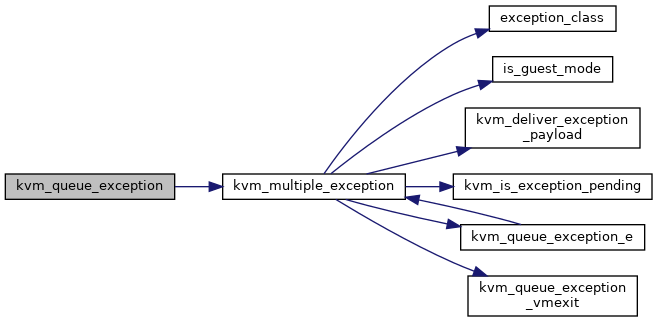 exception_class
is_guest_mode
kvm_deliver_exception
_payload
kvm_queue_exception
kvm_multiple_exception
kvm_is_exception_pending
kvm_queue_exception_e
kvm_queue_exception
_vmexit